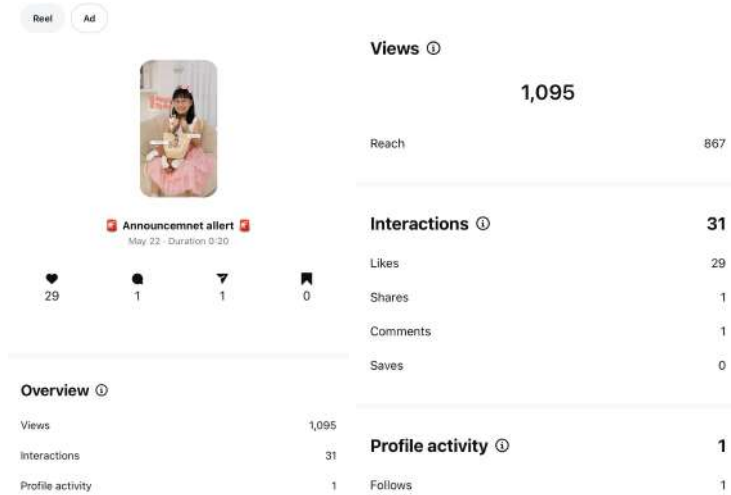 Reel Ad
🚨 Announcemnet allert 🚨
May 22 · Duration 0:20
29 1 1 0
Overview
Views 1,095
Interactions 31
Profile activity 1
Views
1,095
Reach 867
Interactions 31
Likes 29
Shares 1
Comments 1
Saves 0
Profile activity 1
Follows 1